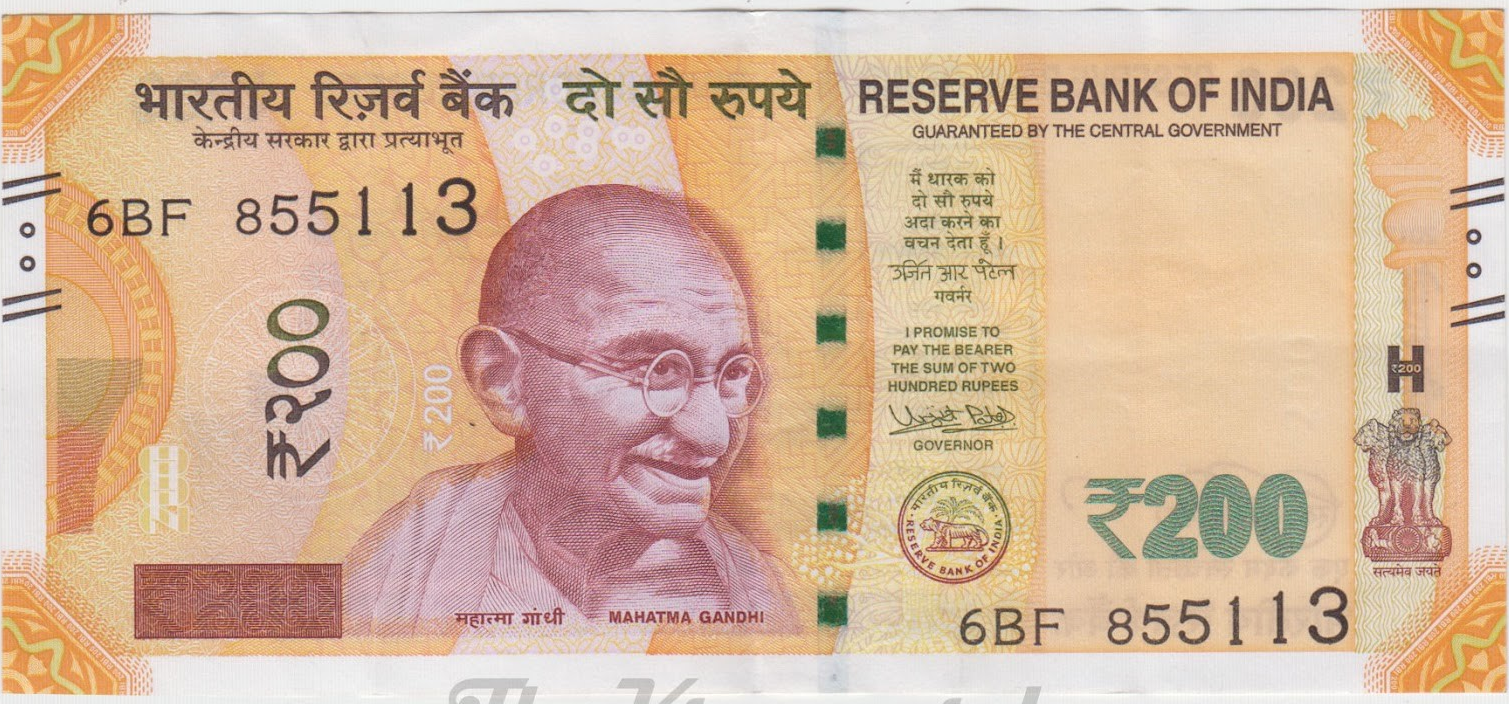 भारतीय रिज़र्व बैंक
केन्द्रीय सरकार द्वारा प्रत्याभूत
दो सौ रुपये
RESERVE BANK OF INDIA
GUARANTEED BY THE CENTRAL GOVERNMENT
6BF 855113
₹२००
₹200
मैं धारक को
दो सौ रुपये
अदा करने का
वचन देता हूँ ।
उर्जित आर पटेल
गवर्नर
I PROMISE TO
PAY THE BEARER
THE SUM OF TWO
HUNDRED RUPEES
Urjit Patel
GOVERNOR
भारतीय रिज़र्व बैंक
RESERVE BANK OF INDIA
₹200
H
₹200
सत्यमेव जयते
महात्मा गांधी
MAHATMA GANDHI
6BF 855113